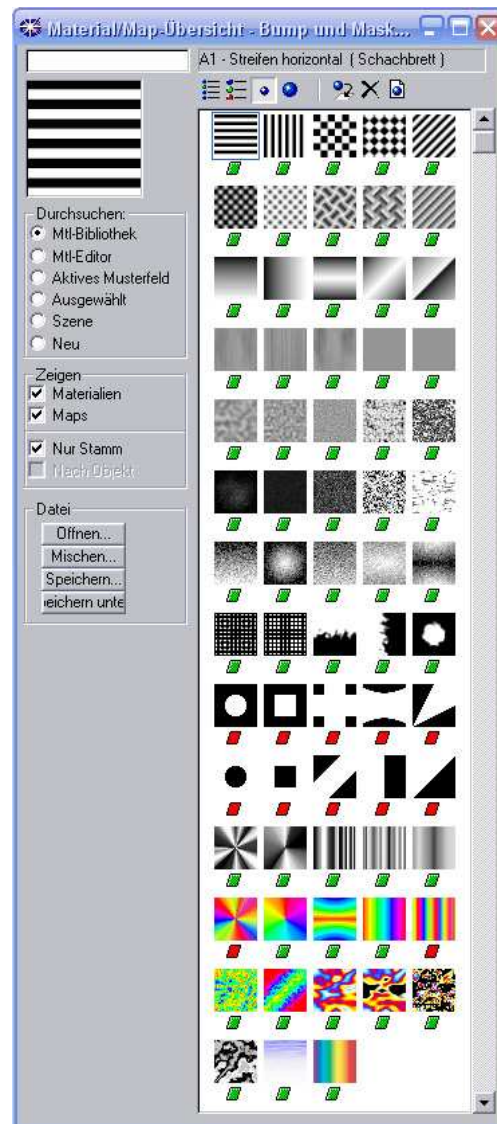 Material/Map-Übersicht - Bump und Mask...
A1 - Streifen horizontal ( Schachbrett )
Durchsuchen:
Mtl-Bibliothek
Mtl-Editor
Aktives Musterfeld
Ausgewählt
Szene
Neu
Zeigen
Materialien
Maps
Nur Stamm
Nach Objekt
Datei
Öffnen...
Mischen...
Speichern...
eichern unte